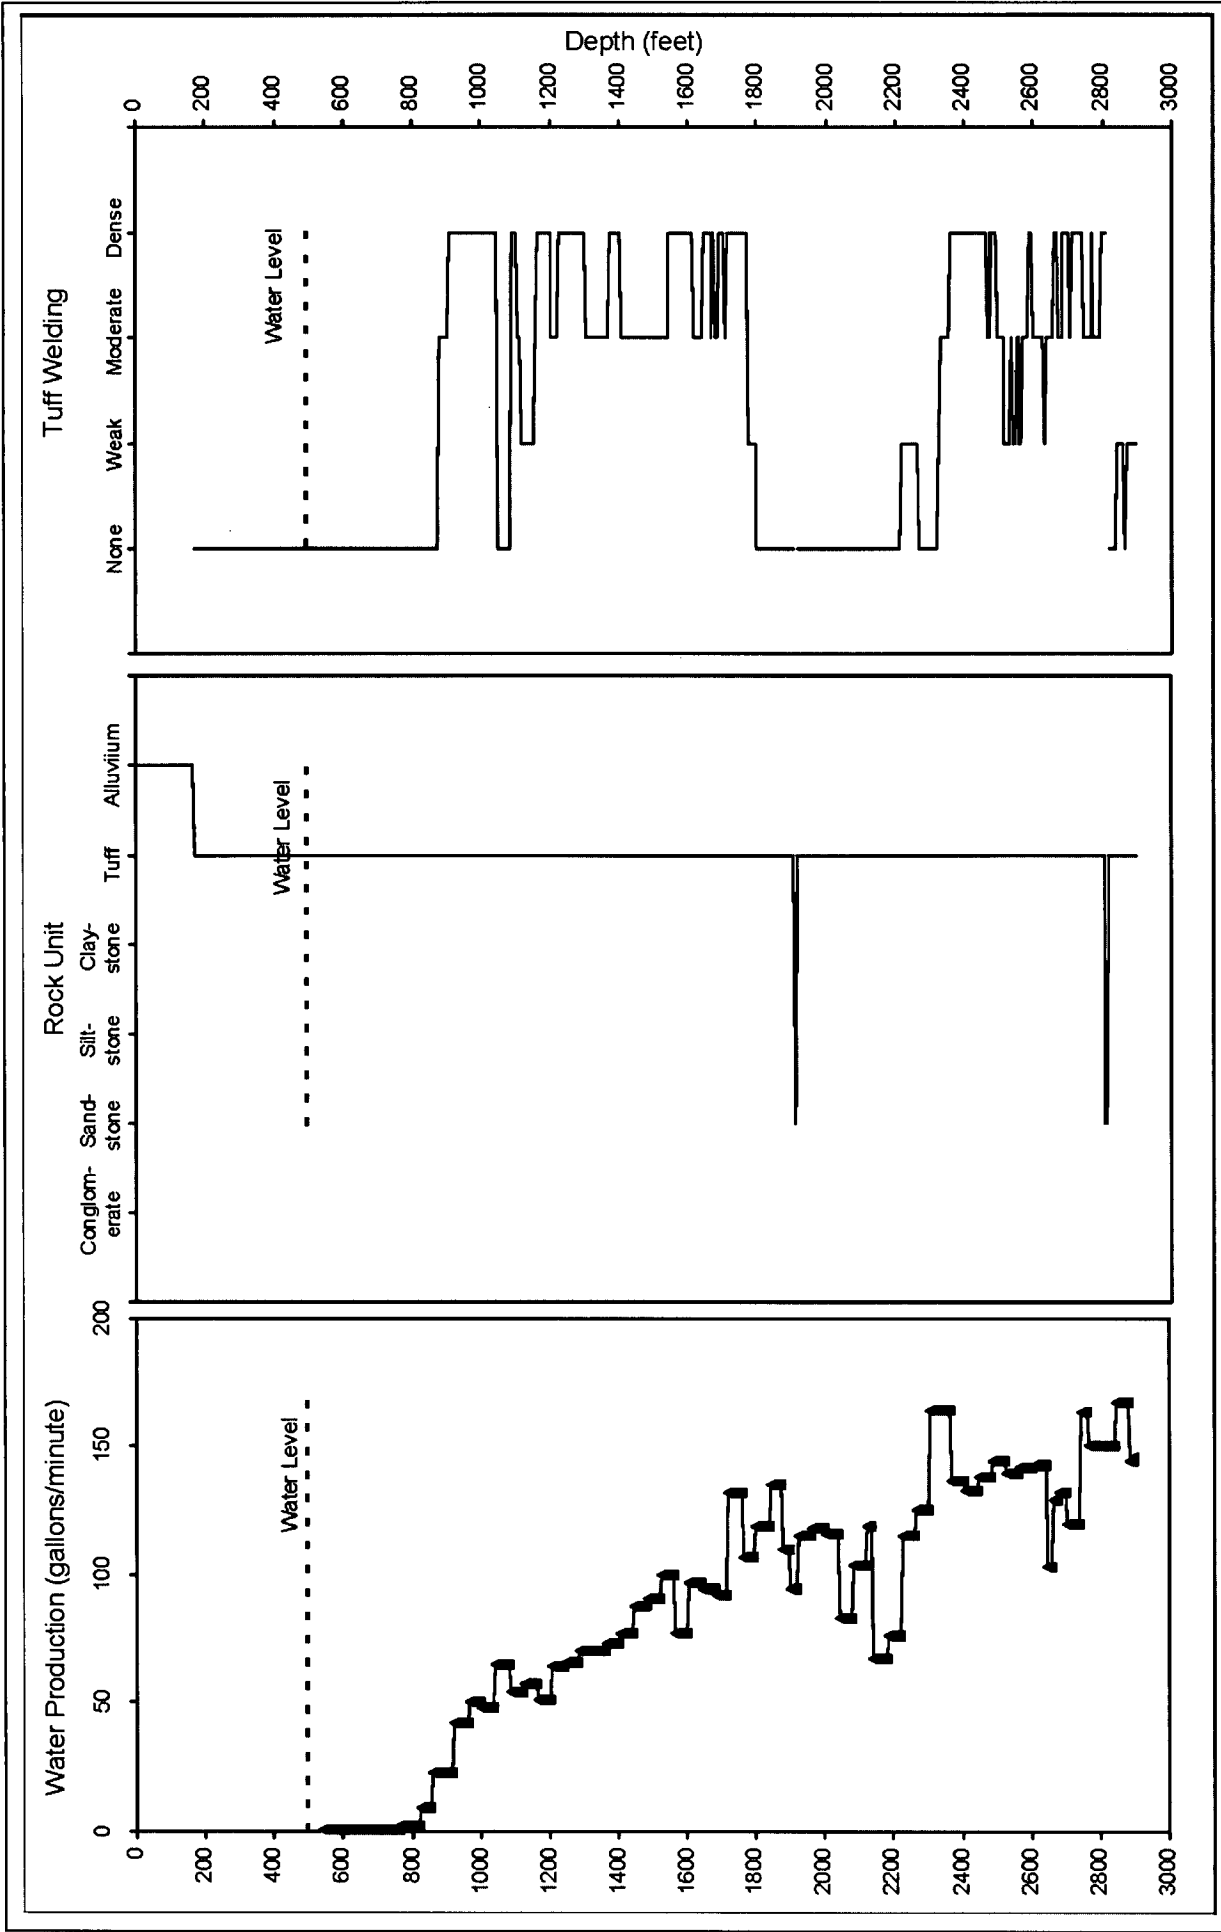 Water Production (gallons/minute)
0
50
100
150
200
Water Level
0
200
400
600
800
1000
1200
1400
1600
1800
2000
2200
2400
2600
2800
3000
Rock Unit
Conglom-
erate
Sand-
stone
Silt-
stone
Clay-
stone
Tuff
Alluviium
Water Level
Tuff Welding
None
Weak
Moderate
Dense
Water Level
0
200
400
600
800
1000
1200
1400
1600
1800
2000
2200
2400
2600
2800
3000
Depth (feet)